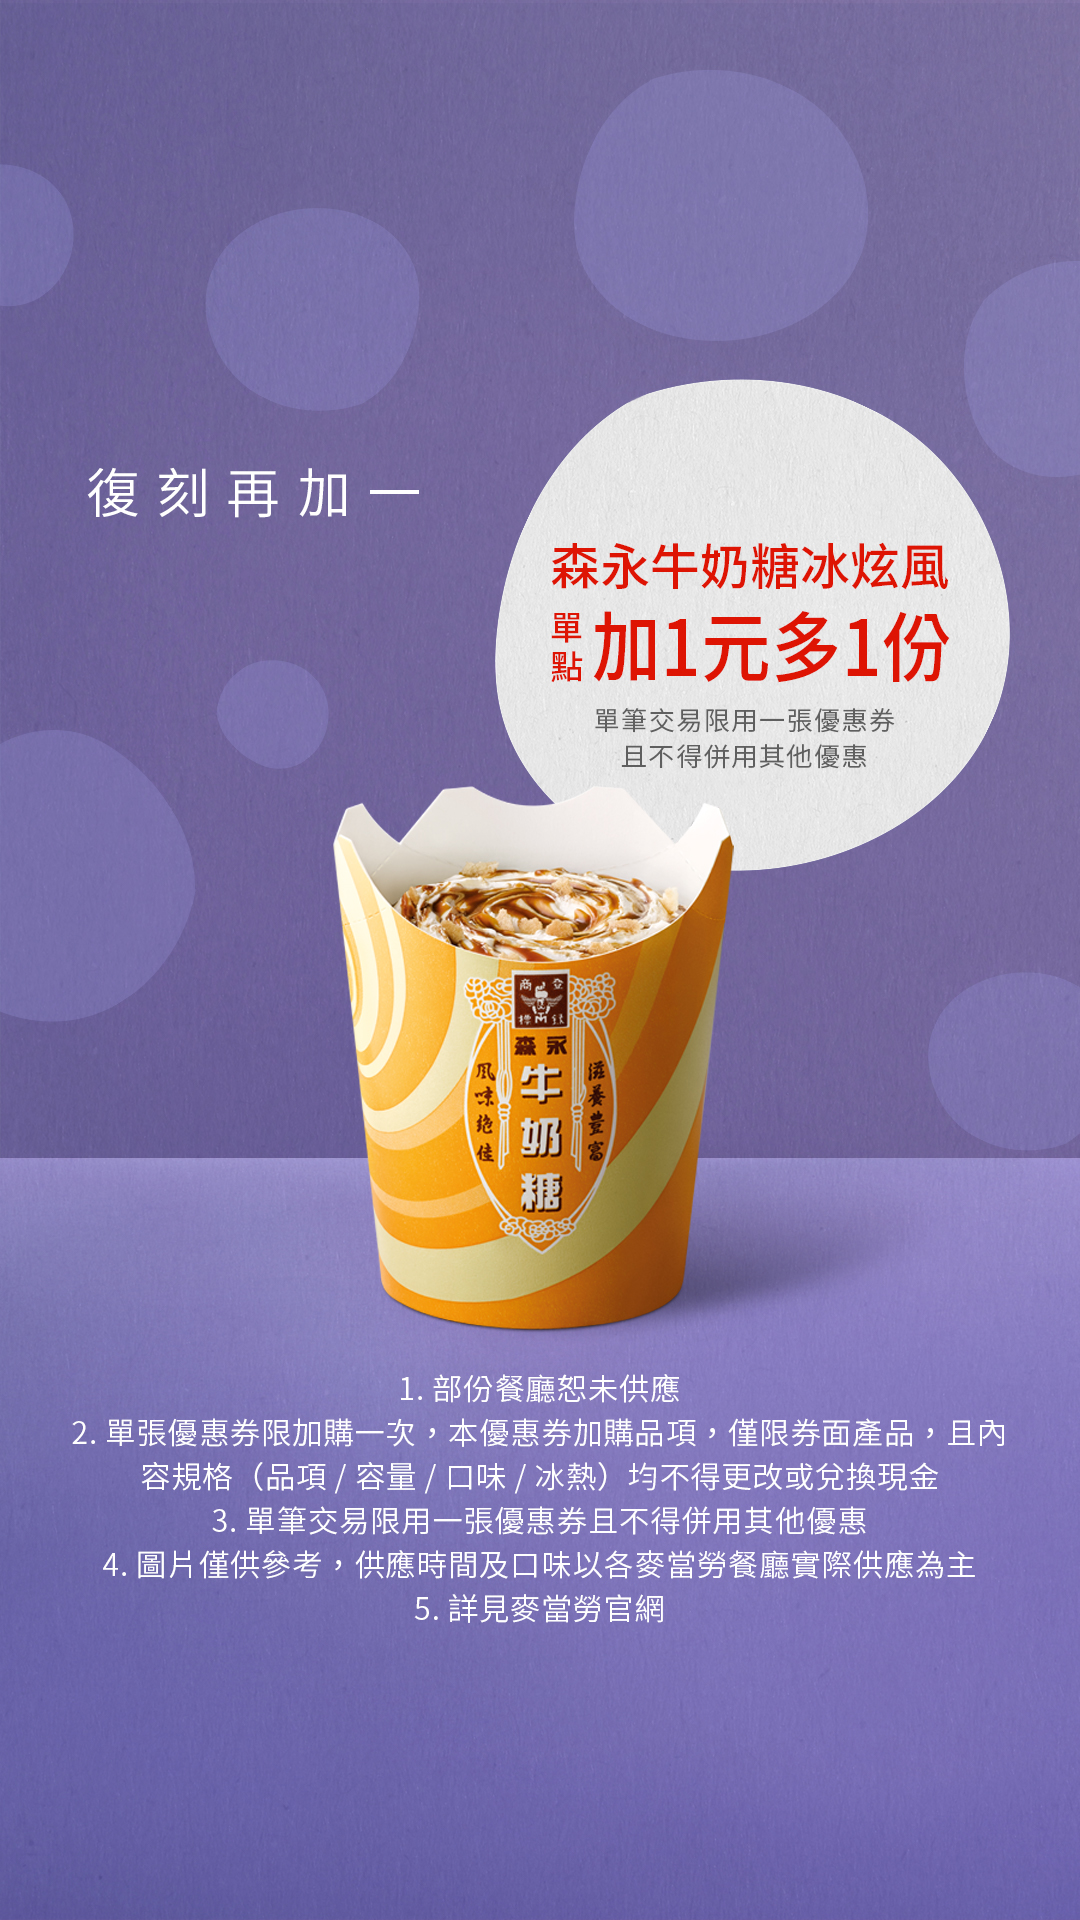 復刻再加一
森永牛奶糖冰炫風
單點 加1元多1份
單筆交易限用一張優惠券
且不得併用其他優惠
森永
牛奶糖
風味絶佳
滋養豐富
1. 部份餐廳恕未供應
2. 單張優惠券限加購一次，本優惠券加購品項，僅限券面產品，且內
容規格（品項 / 容量 / 口味 / 冰熱）均不得更改或兌換現金
3. 單筆交易限用一張優惠券且不得併用其他優惠
4. 圖片僅供參考，供應時間及口味以各麥當勞餐廳實際供應為主
5. 詳見麥當勞官網